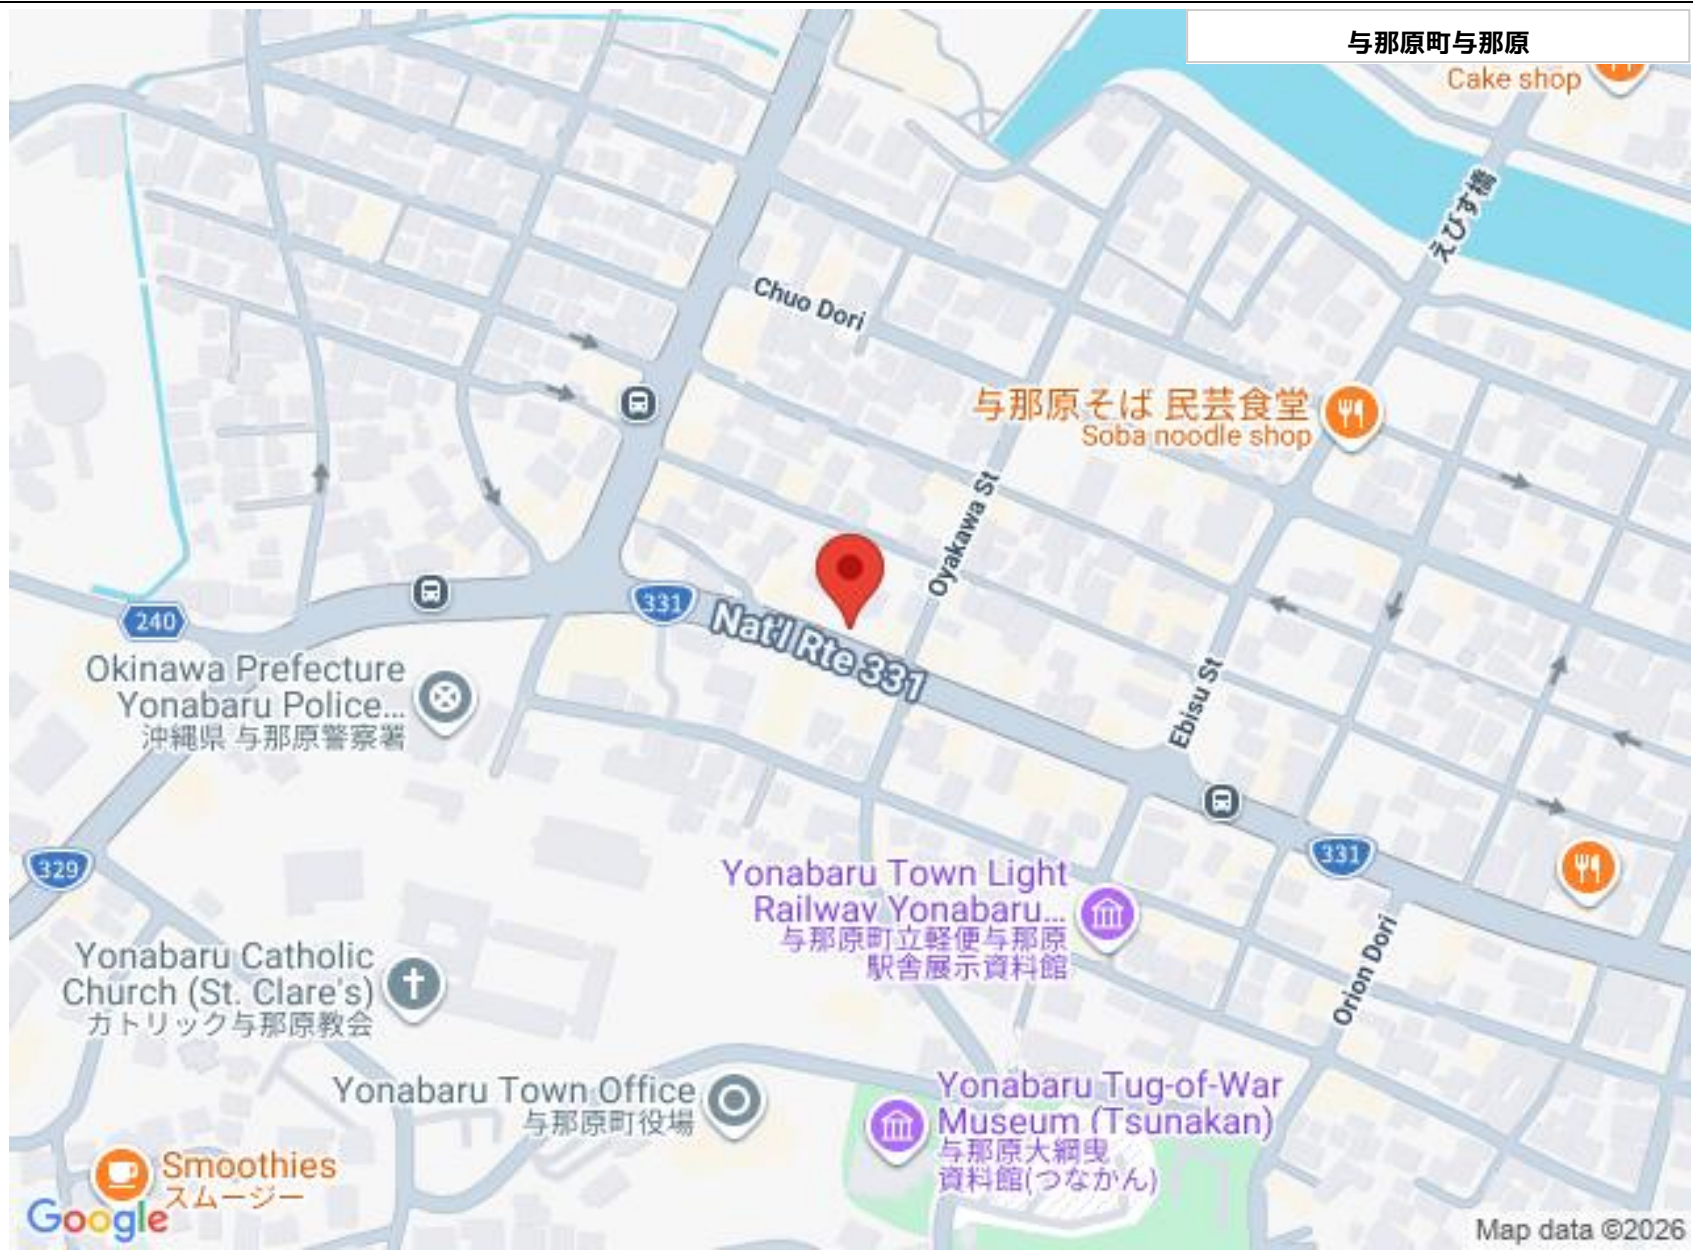 与那原町与那原
Cake shop
えびす橋
Chuo Dori
与那原そば 民芸食堂
Soba noodle shop
Oyakawa St
331
Nat'l Rte 331
240
Okinawa Prefecture
Yonabaru Police...
沖縄県 与那原警察署
Ebisu St
329
331
Yonabaru Town Light
Railway Yonabaru...
与那原町立軽便与那原
駅舎展示資料館
Orion Dori
Yonabaru Catholic
Church (St. Clare's)
カトリック与那原教会
Yonabaru Town Office
与那原町役場
Yonabaru Tug-of-War
Museum (Tsunakan)
与那原大綱曳
資料館(つなかん)
Smoothies
スムージー
Google
Map data ©2026